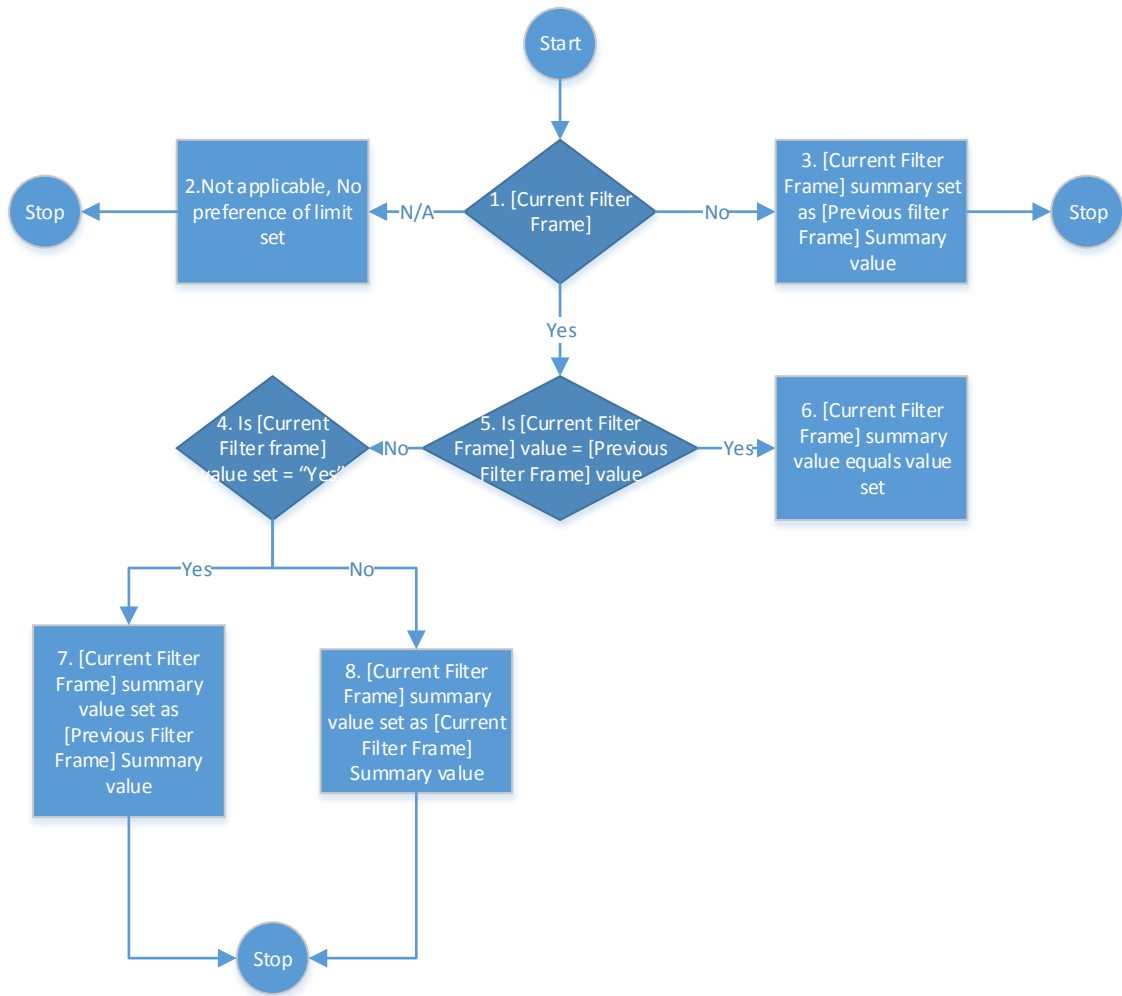 Start
2.Not applicable, No
preference of limit
set
Stop
N/A
1. [Current Filter
Frame]
No
3. [Current Filter
Frame] summary set
as [Previous filter
Frame] Summary
value
Stop
Yes
4. Is [Current
Filter frame]
value set = “Yes”
No
5. Is [Current Filter
Frame] value = [Previous
Filter Frame] value
Yes
6. [Current Filter
Frame] summary
value equals value
set
Yes
No
7. [Current Filter
Frame] summary
value set as
[Previous Filter
Frame] Summary
value
8. [Current Filter
Frame] summary
value set as [Current
Filter Frame]
Summary value
Stop